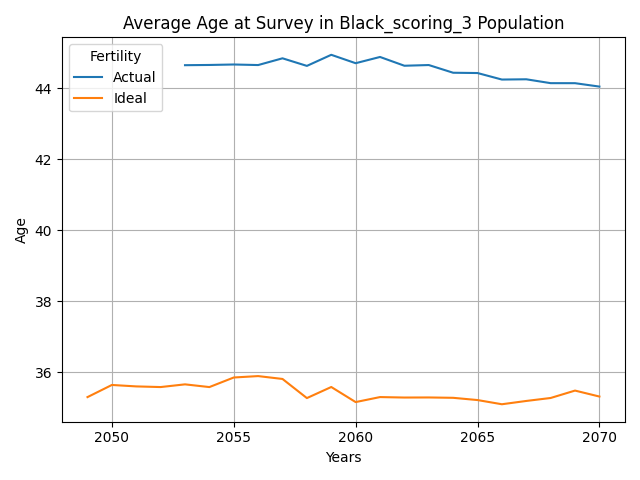 Average Age at Survey in Black_scoring_3 Population
Fertility
Actual
Ideal
44
42
40
38
36
Age
2050 2055 2060 2065 2070
Years